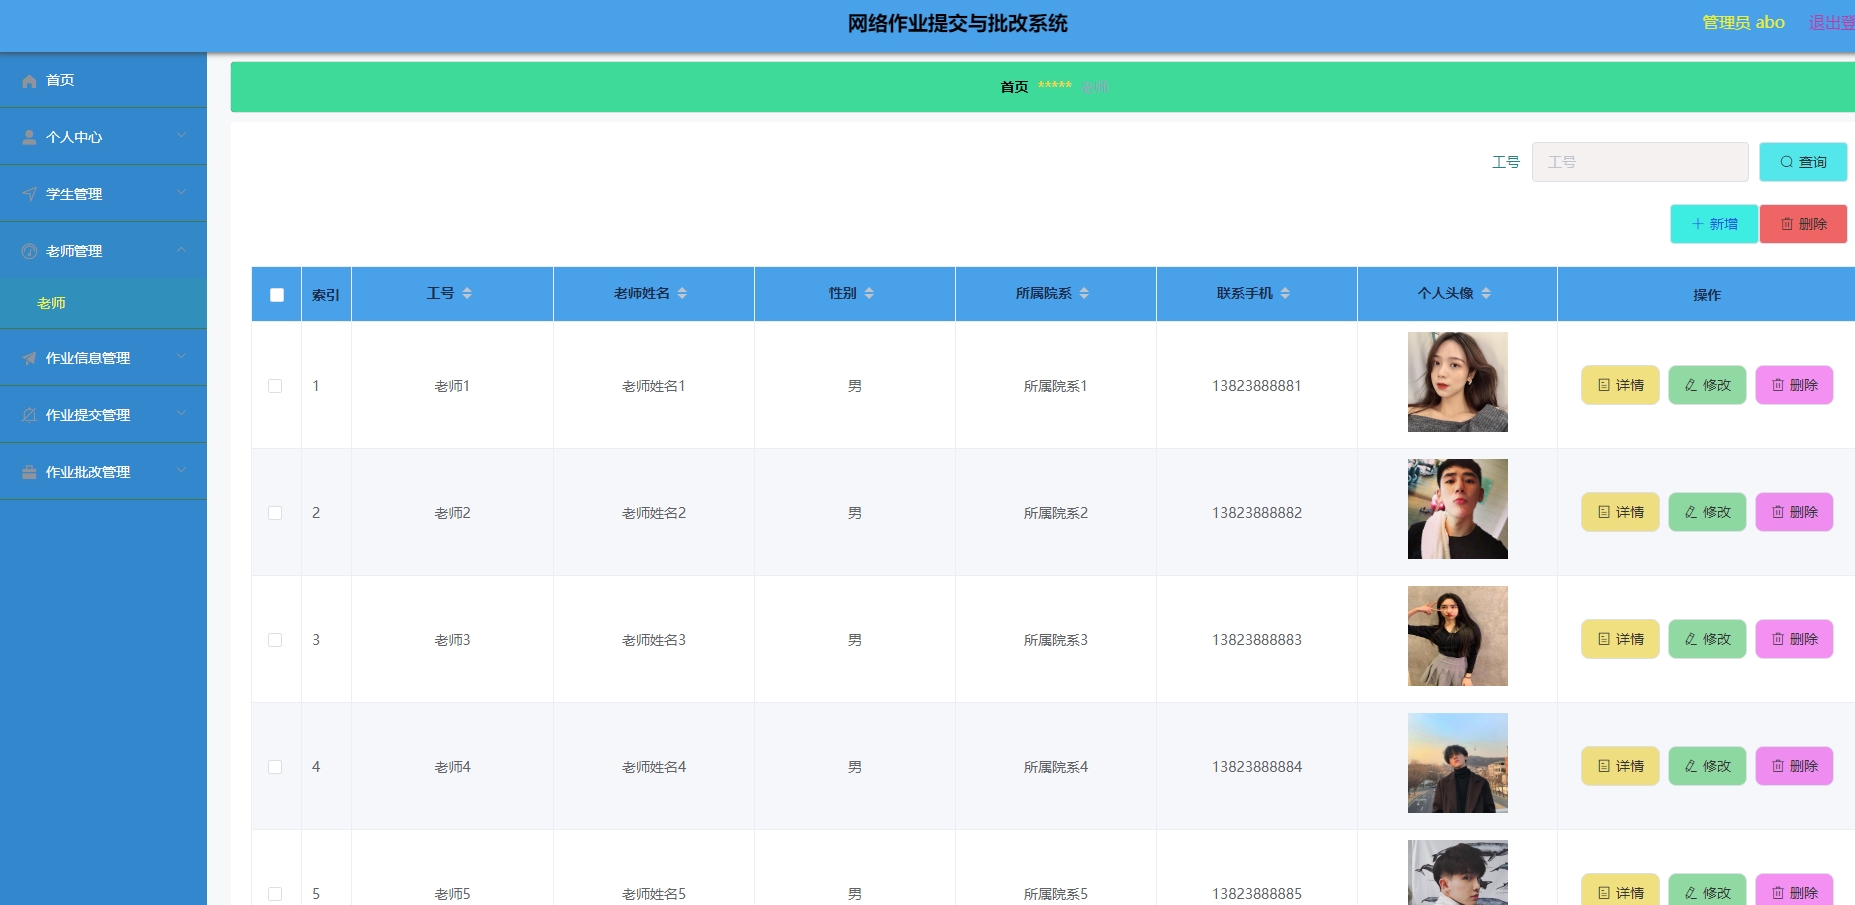 网络作业提交与批改系统
管理员 abo 退出登
首页
个人中心
学生管理
老师管理
老师
作业信息管理
作业提交管理
作业批改管理
首页 ***** 老师
工号 工号 查询
新增 删除
索引 工号 老师姓名 性别 所属院系 联系手机 个人头像 操作
1 老师1 老师姓名1 男 所属院系1 13823888881 详情 修改 删除
2 老师2 老师姓名2 男 所属院系2 13823888882 详情 修改 删除
3 老师3 老师姓名3 男 所属院系3 13823888883 详情 修改 删除
4 老师4 老师姓名4 男 所属院系4 13823888884 详情 修改 删除
5 老师5 老师姓名5 男 所属院系5 13823888885 详情 修改 删除